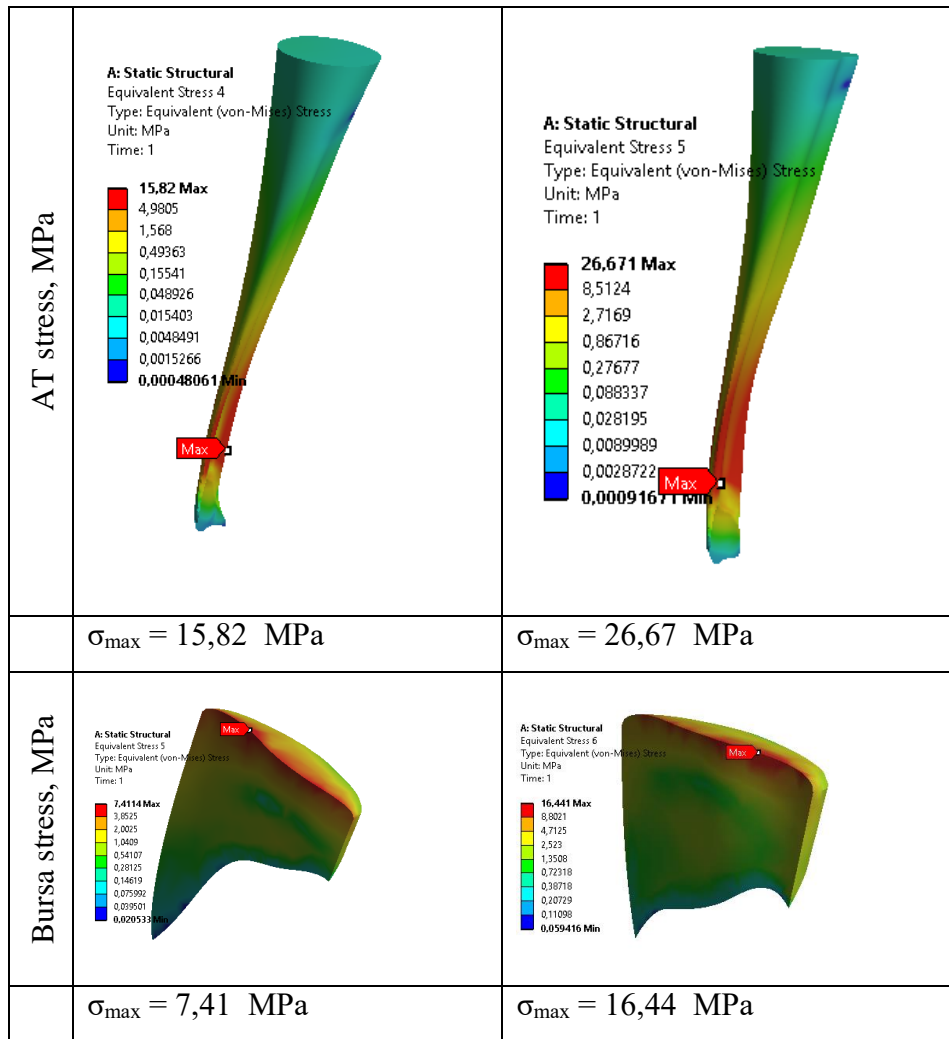 AT stress, MPa
A: Static Structural
Equivalent Stress 4
Type: Equivalent (von-Mises) Stress
Unit: MPa
Time: 1
15,82 Max
4,9805
1,568
0,49363
0,15541
0,048926
0,015403
0,0048491
0,0015266
0,00048061 Min
Max
A: Static Structural
Equivalent Stress 5
Type: Equivalent (von-Mises) Stress
Unit: MPa
Time: 1
26,671 Max
8,5124
2,7169
0,86716
0,27677
0,088337
0,028195
0,0089989
0,0028722
0,00091671 Min
Max
σmax = 15,82 MPa
σmax = 26,67 MPa
Bursa stress, MPa
A: Static Structural
Equivalent Stress 5
Type: Equivalent (von-Mises) Stress
Unit: MPa
Time: 1
7,4114 Max
3,8525
2,0025
1,0409
0,54107
0,28125
0,14619
0,075992
0,039501
0,020533 Min
Max
A: Static Structural
Equivalent Stress 6
Type: Equivalent (von-Mises) Stress
Unit: MPa
Time: 1
16,441 Max
8,8021
4,7125
2,523
1,3508
0,72318
0,38718
0,20729
0,11098
0,059416 Min
Max
σmax = 7,41 MPa
σmax = 16,44 MPa